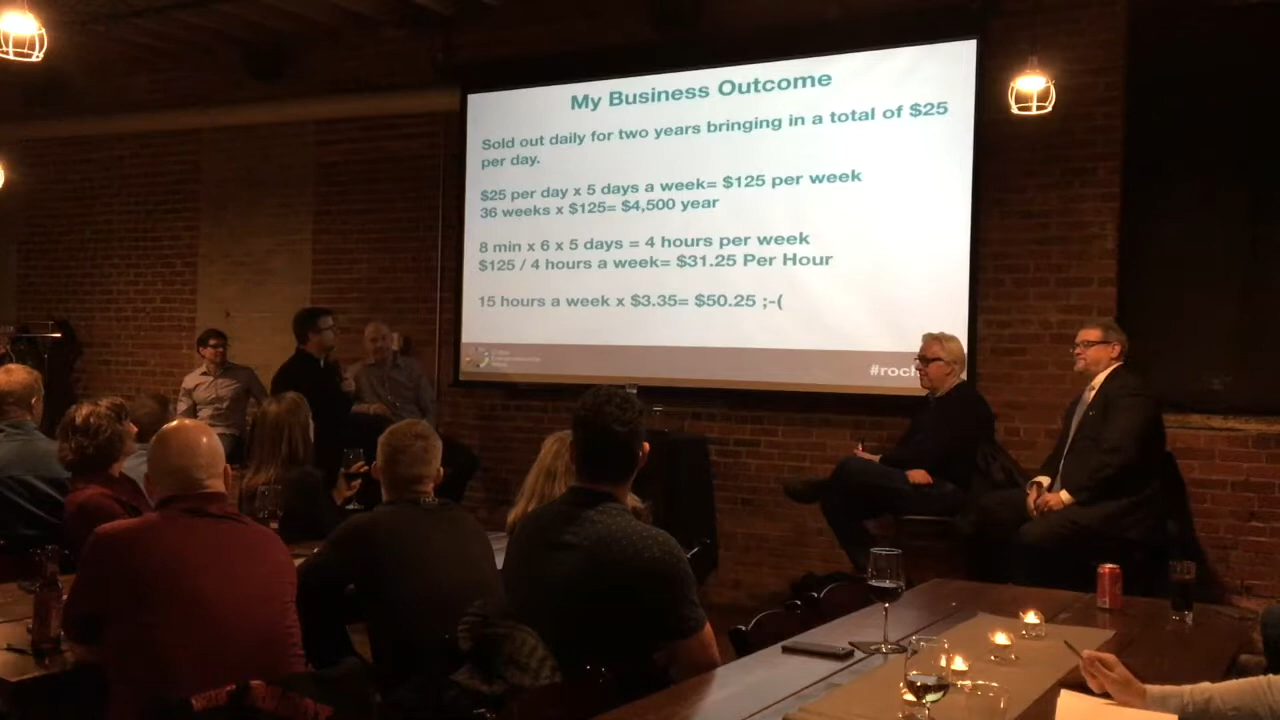 My Business Outcome
Sold out daily for two years bringing in a total of $25
per day.
$25 per day x 5 days a week= $125 per week
36 weeks x $125= $4,500 year
8 min x 6 x 5 days = 4 hours per week
$125 / 4 hours a week= $31.25 Per Hour
15 hours a week x $3.35= $50.25 ;-(
#roch